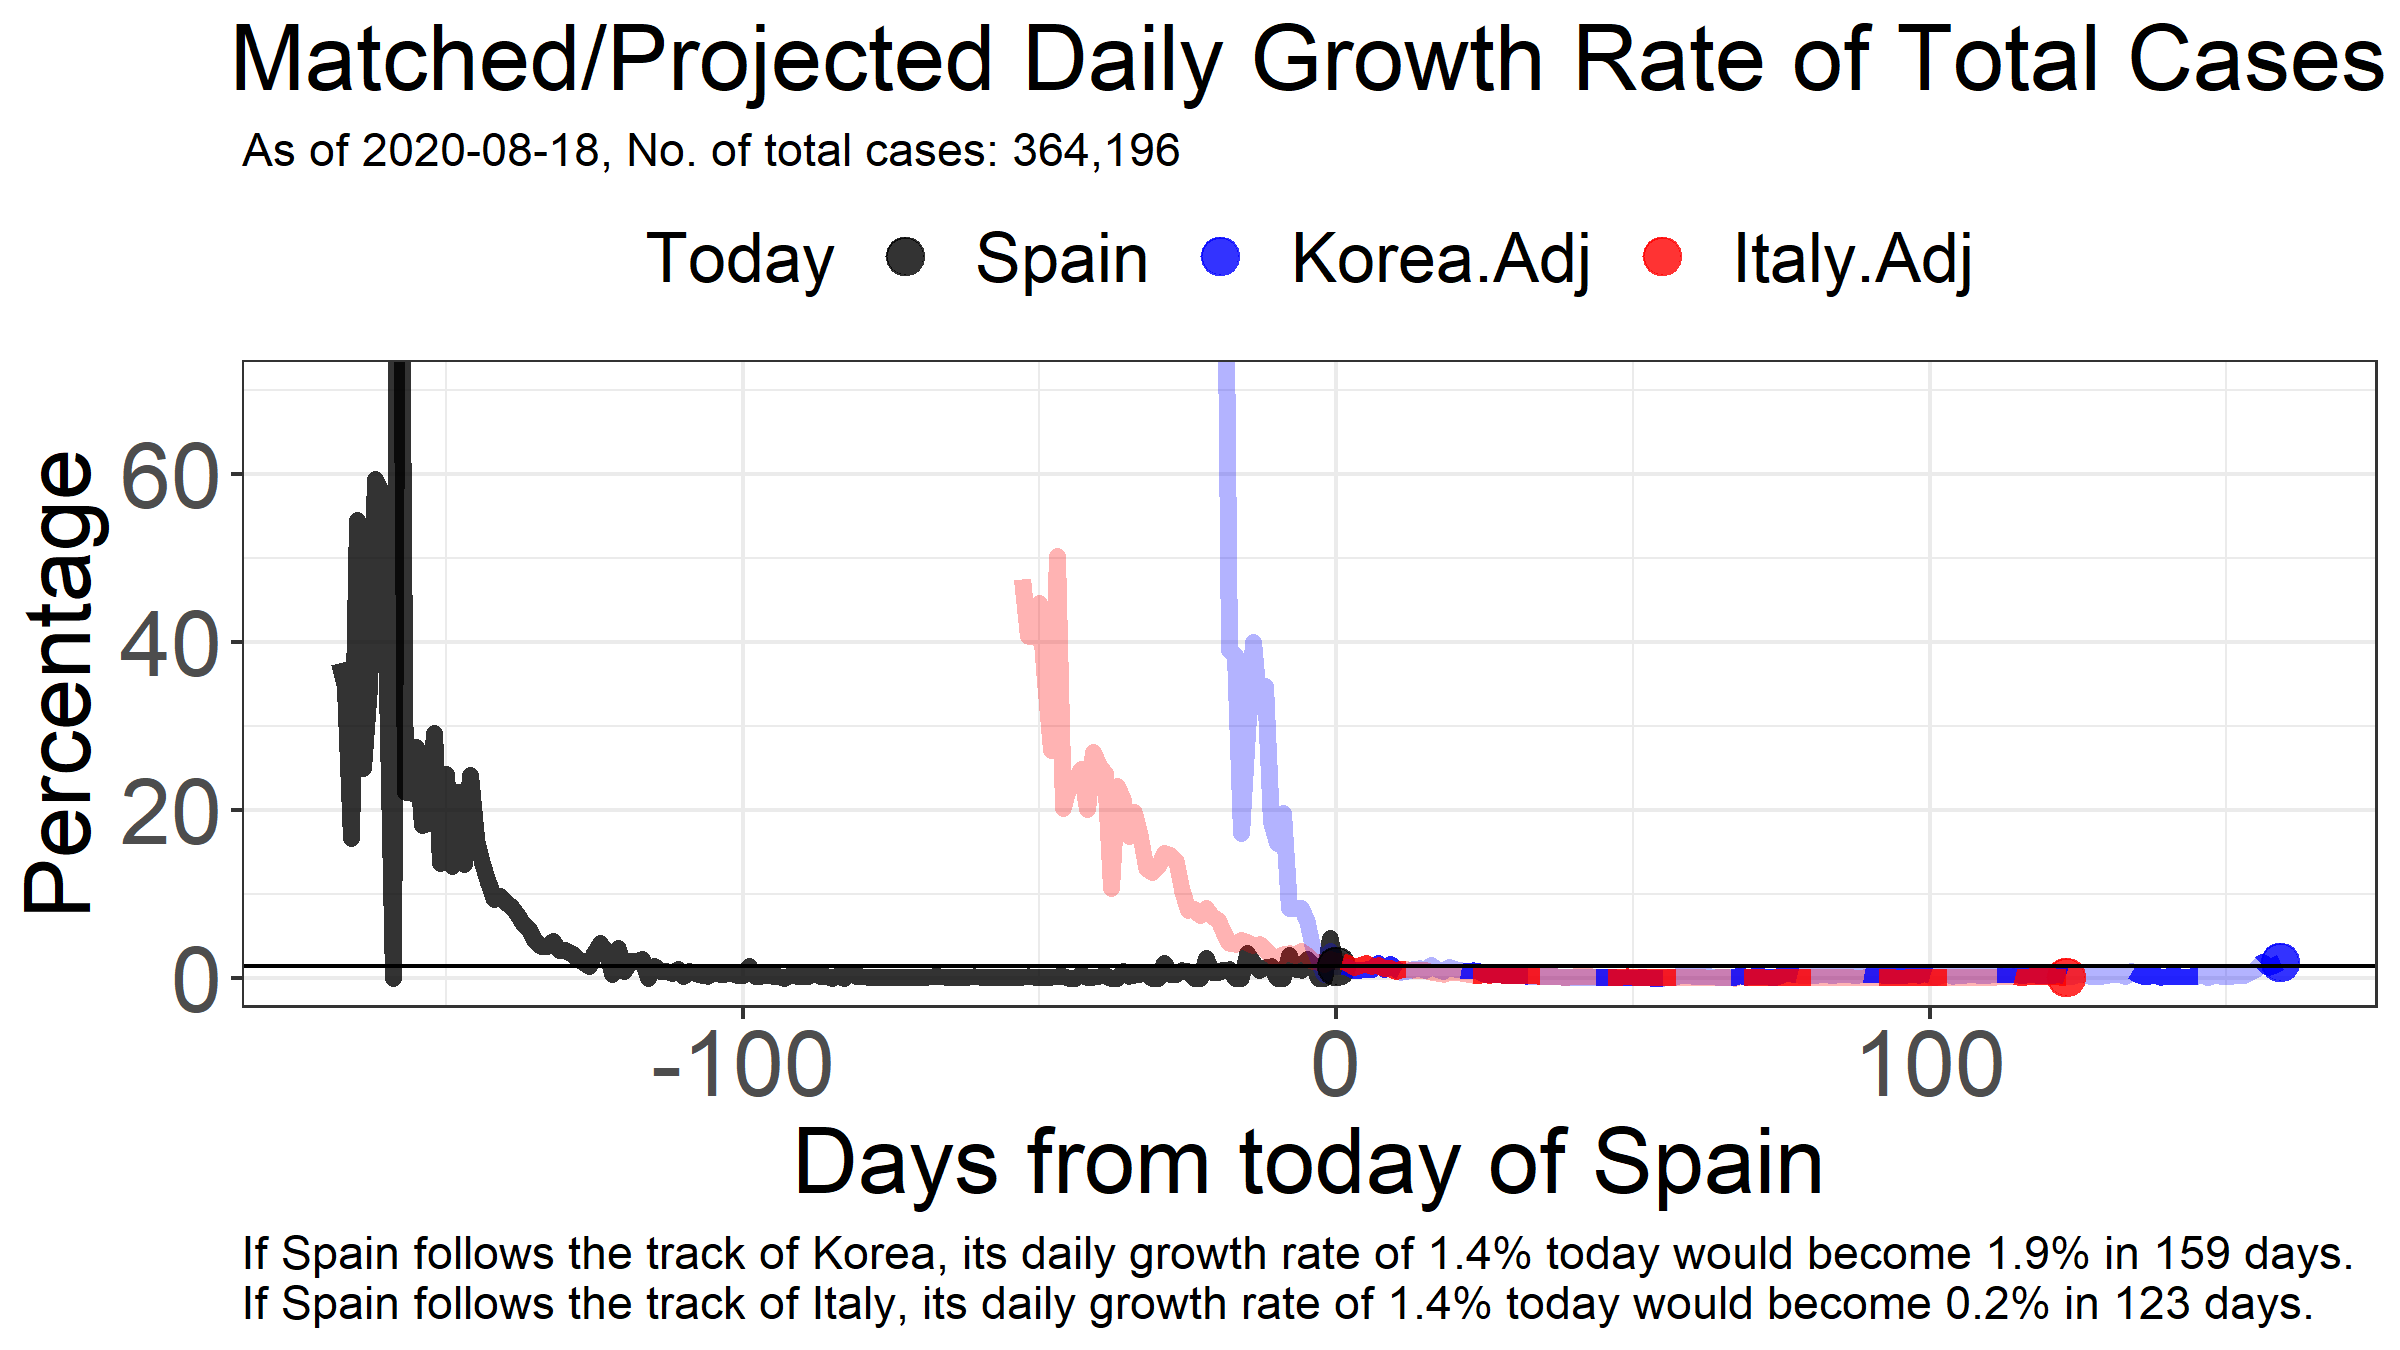 Matched/Projected Daily Growth Rate of Total Cases
As of 2020-08-18, No. of total cases: 364,196
Today Spain Korea.Adj Italy.Adj
Percentage
60
40
20
0
-100 0 100
Days from today of Spain
If Spain follows the track of Korea, its daily growth rate of 1.4% today would become 1.9% in 159 days.
If Spain follows the track of Italy, its daily growth rate of 1.4% today would become 0.2% in 123 days.